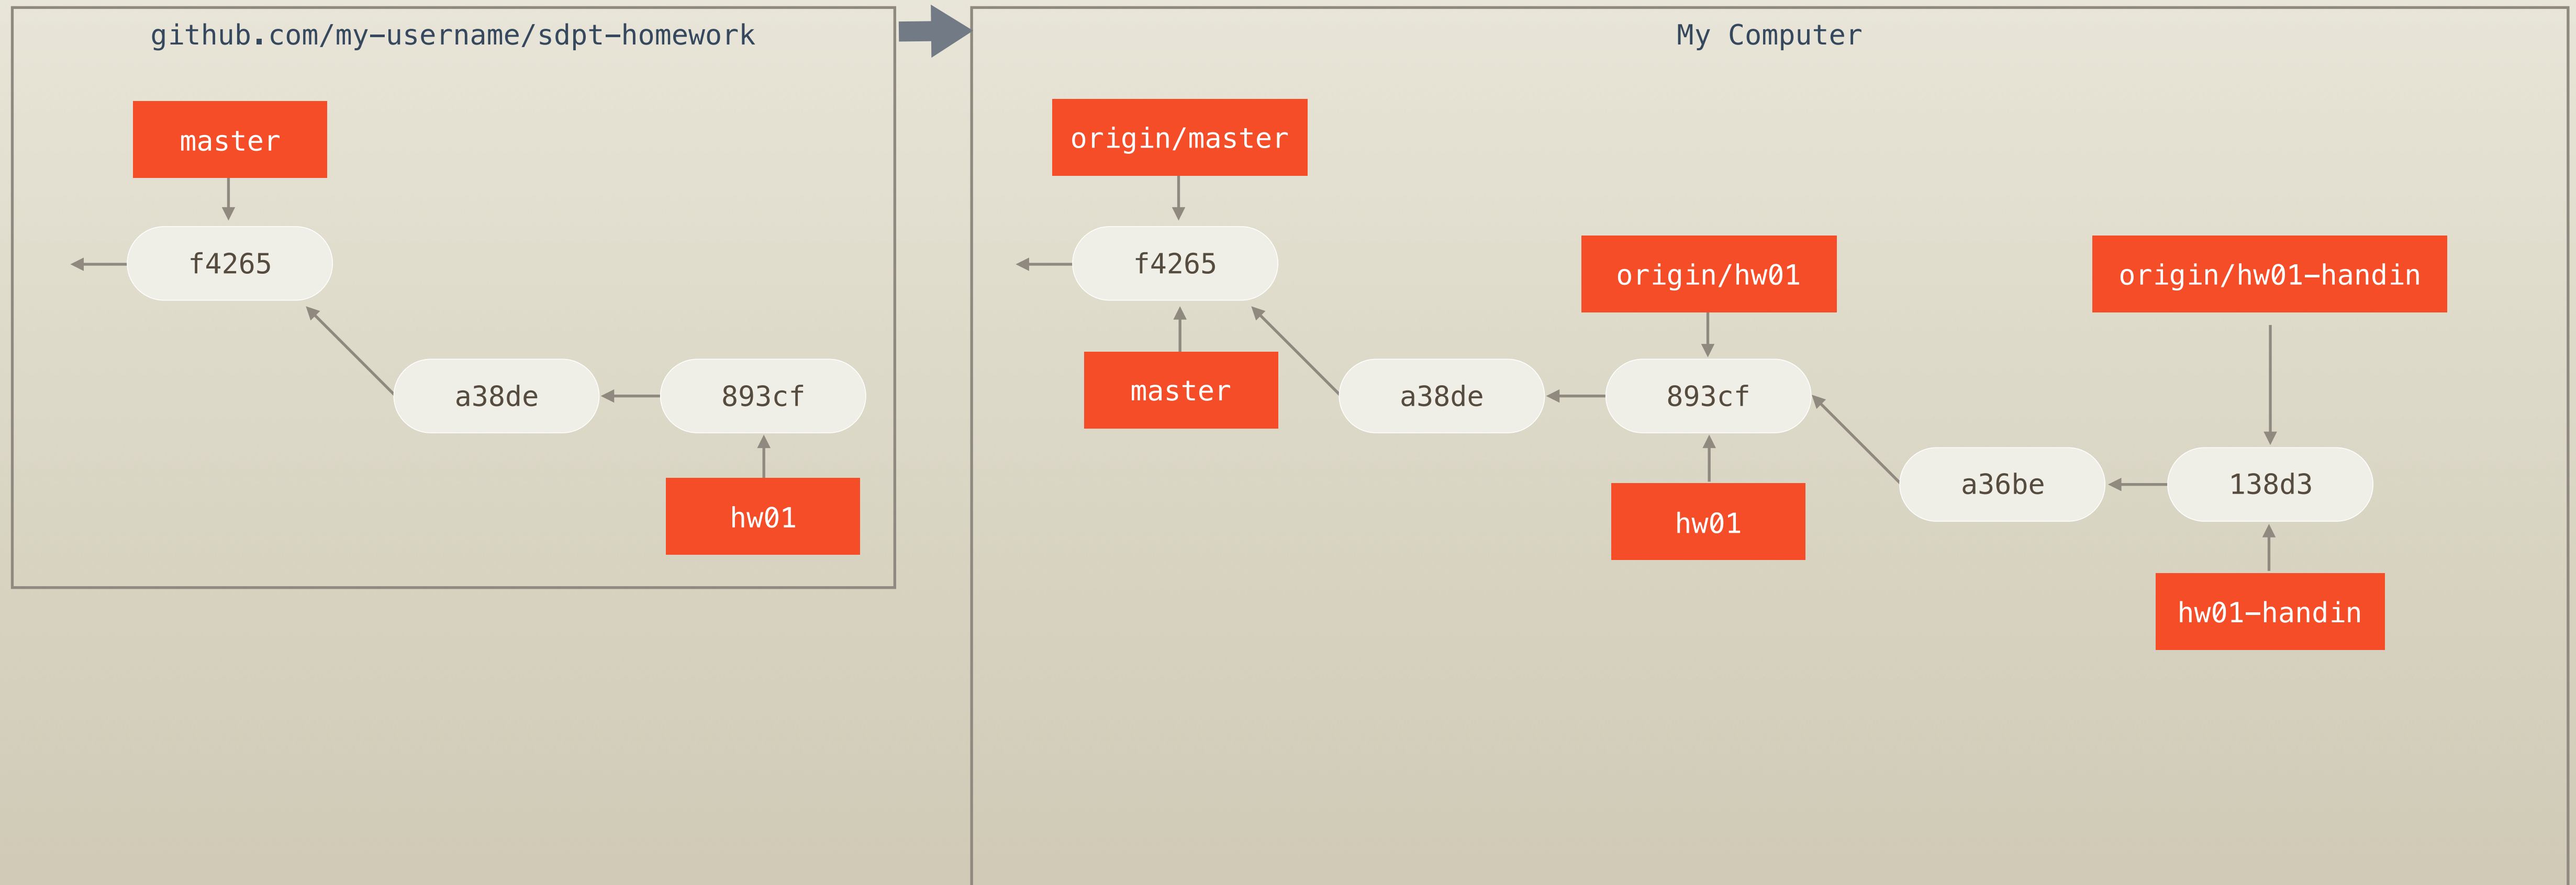 github.com/my-username/sdpt-homework
master
f4265
a38de
893cf
hw01
My Computer
origin/master
f4265
master
a38de
origin/hw01
893cf
hw01
origin/hw01-handin
a36be
138d3
hw01-handin